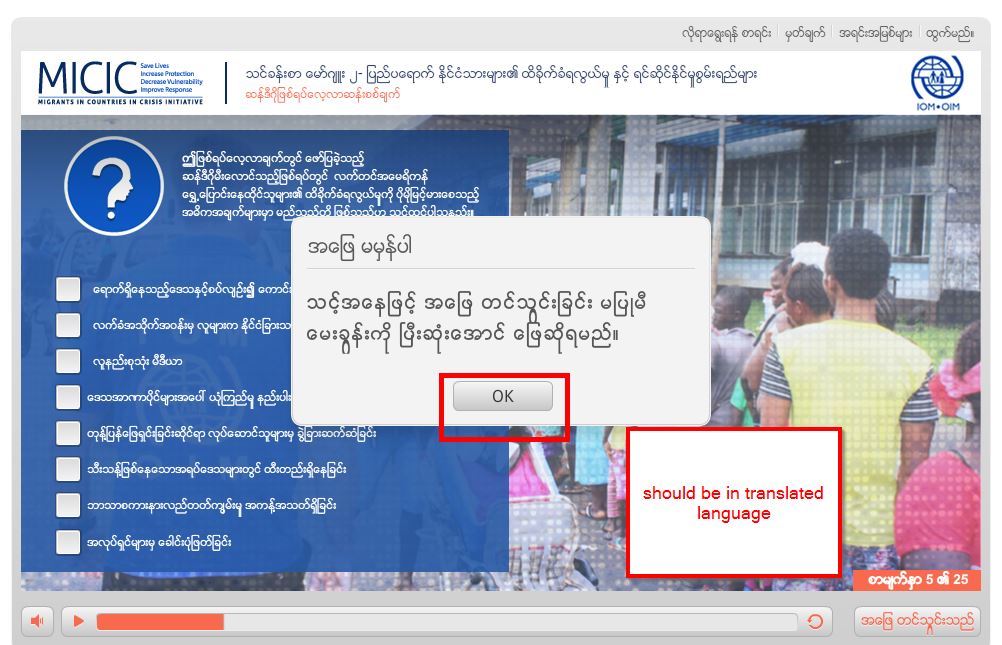 လိုရာရွေးရန် စာရင်း မှတ်ချက် အရင်းအမြစ်များ ထွက်မည်။
MICIC
Save Lives
Increase Protection
Decrease Vulnerability
Improve Response
MIGRANTS IN COUNTRIES IN CRISIS INITIATIVE
သင်ခန်းစာ မော်ဂျူး ၂- ပြည်ပရောက် နိုင်ငံသားများ၏ ထိခိုက်ခံရလွယ်မှု နှင့် ရင်ဆိုင်နိုင်မှုစွမ်းရည်များ
ဆန်ဒီဂိုဖြစ်ရပ်လေ့လာဆန်းစစ်ချက်
IOM•OIM
ဤဖြစ်ရပ်လေ့လာချက်တွင် ဖော်ပြခဲ့သည့်
ဆန်ဒီဂိုမီးလောင်သည့်ဖြစ်ရပ်တွင် လက်တင်အမေရိကန်
ရွှေ့ပြောင်းနေထိုင်သူများ၏ ထိခိုက်ခံရလွယ်မှုကို ပိုမိုမြင့်မားစေသည့်
အဓိကအချက်များမှာ မည်သည်တို့ ဖြစ်သည်ဟု သင်ထင်ပါသနည်း။
အဖြေ မမှန်ပါ
သင့်အနေဖြင့် အဖြေ တင်သွင်းခြင်း မပြုမီ
မေးခွန်းကို ပြီးဆုံးအောင် ဖြေဆိုရမည်။
OK
ရောက်ရှိနေသည့်ဒေသနှင့်စပ်လျဉ်း၍
လက်ခံအသိုက်အဝန်းမှ လူများက
လူနည်းစုသုံး မီဒီယာ
ဒေသအာဏာပိုင်များအပေါ် ယုံကြည်မှု
တုန့်ပြန်ဖြေရှင်းခြင်းဆိုင်ရာ လုပ်ဆောင်သူများမှ ခွဲခြားဆက်ဆံခြင်း
သီးသန့်ဖြစ်နေသောအရပ်ဒေသများတွင် ထီးတည်းရှိနေခြင်း
ဘာသာစကားနားလည်တတ်ကျမ်းမှု အကန့်အသတ်ရှိခြင်း
အလုပ်ရှင်များမှ ခေါင်းပုံဖြတ်ခြင်း
should be in translated
language
စာမျက်နှာ 5 ၏ 25
အဖြေ တင်သွင်းသည်